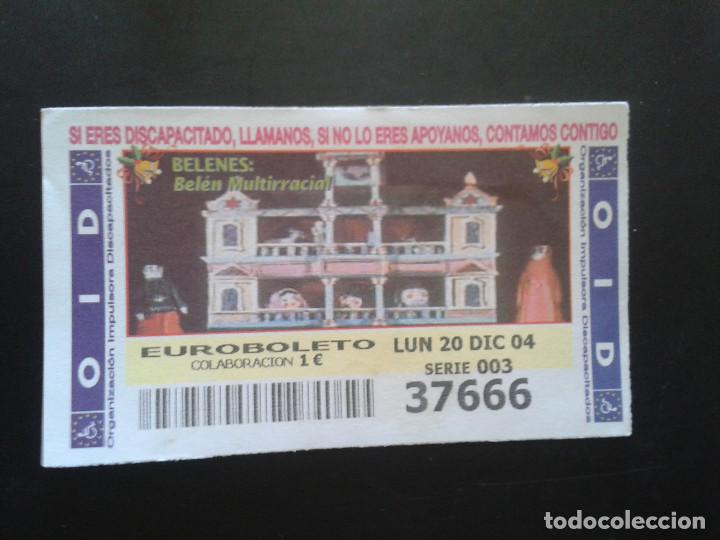 SI ERES DISCAPACITADO, LLAMANOS, SI NO LO ERES APOYANOS, CONTAMOS CONTIGO
OID
Organización Impulsora Discapacitados
BELENES:
Belén Multirracial
OID
Organización Impulsora Discapacitados
EUROBOLETO
COLABORACION 1 €
LUN 20 DIC 04
SERIE 003
37666
todocoleccion.net